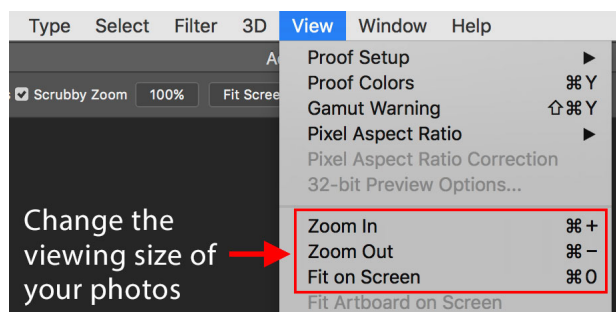 Type Select Filter 3D View Window Help
A
Scrubby Zoom 100% Fit Scree
Proof Setup ▶
Proof Colors ⌘Y
Gamut Warning ⇧⌘Y
Pixel Aspect Ratio ▶
Pixel Aspect Ratio Correction
32-bit Preview Options...
Zoom In ⌘+
Zoom Out ⌘−
Fit on Screen ⌘0
Fit Artboard on Screen
Change the
viewing size of
your photos